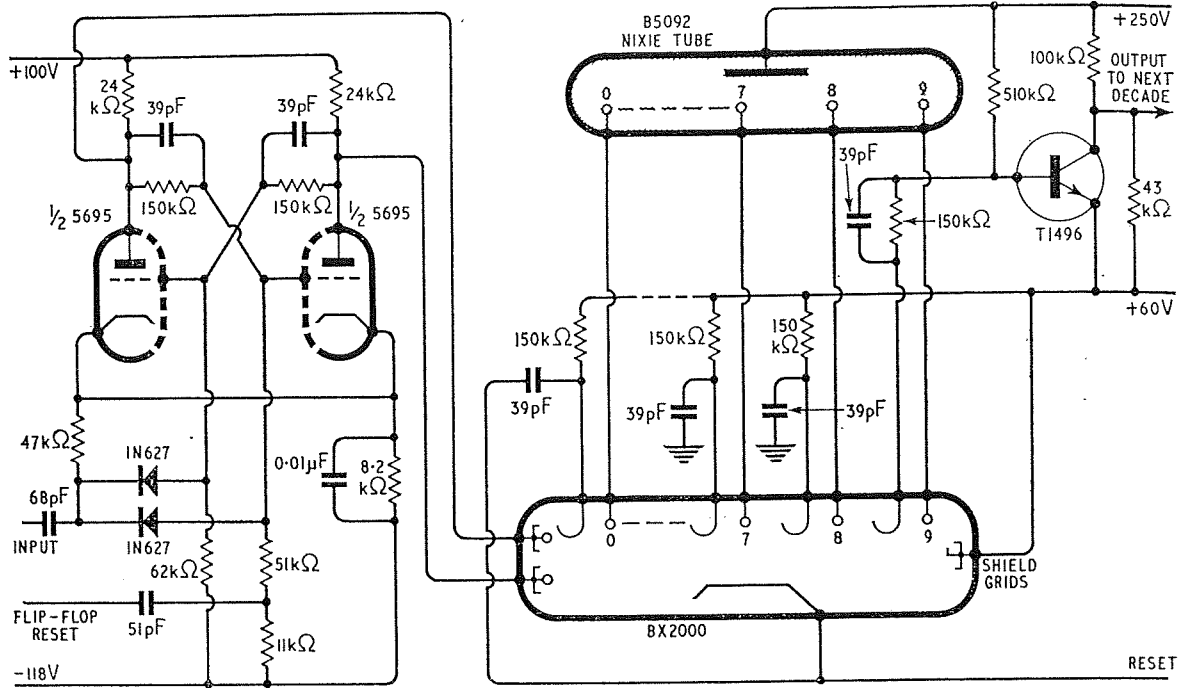 B5092
NIXIE TUBE
+250V
+100V
24
kΩ
39pF
39pF
24kΩ
0
7
8
9
510kΩ
100kΩ
OUTPUT
TO NEXT
DECADE
150kΩ
150kΩ
½ 5695
½ 5695
39pF
150kΩ
TI496
43
kΩ
+60V
150kΩ
150kΩ
150
kΩ
39pF
39pF
39pF
47kΩ
IN627
0·01µF
8·2
kΩ
68pF
INPUT
IN627
62kΩ
51kΩ
0
7
8
9
SHIELD
GRIDS
FLIP-FLOP
RESET
51pF
11kΩ
BX2000
-118V
RESET